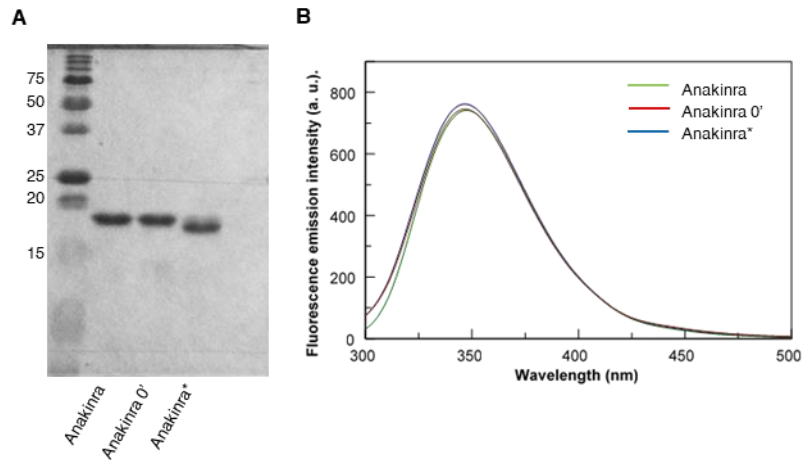 A
75
50
37
25
20
15
Anakinra
Anakinra 0’
Anakinra*
B
Fluorescence emission intensity (a. u.).
800
600
400
200
0
300
350
400
450
500
Wavelength (nm)
Anakinra
Anakinra 0’
Anakinra*